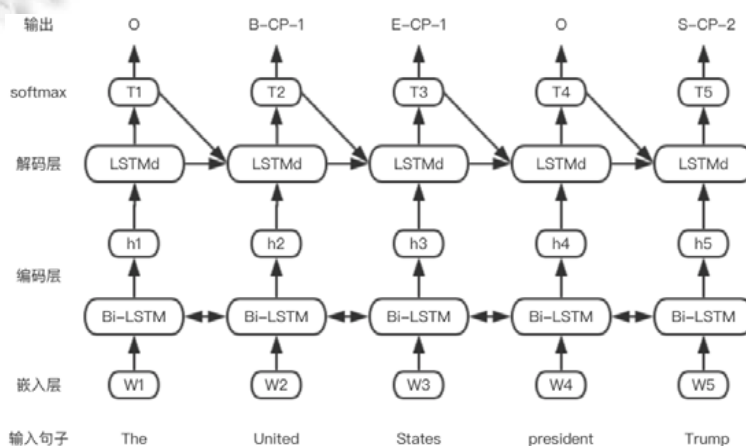 输出 O B-CP-1 E-CP-1 O S-CP-2
softmax T1 T2 T3 T4 T5
解码层 LSTMd LSTMd LSTMd LSTMd LSTMd
h1 h2 h3 h4 h5
编码层
Bi-LSTM Bi-LSTM Bi-LSTM Bi-LSTM Bi-LSTM
嵌入层 W1 W2 W3 W4 W5
输入句子 The United States president Trump